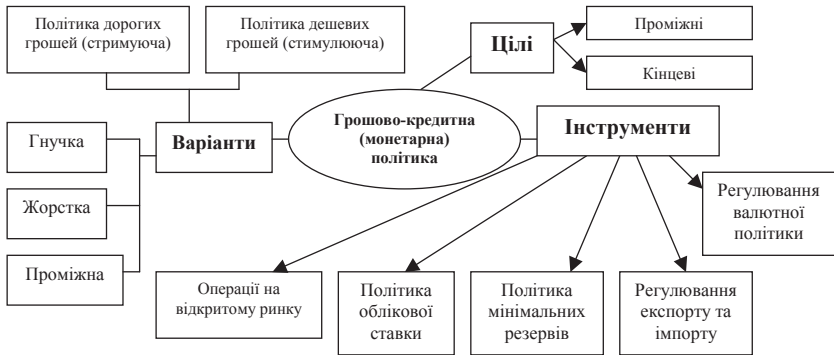 Політика дорогих
грошей (стримуюча)
Політика дешевих
грошей (стимулююча)
Цілі
Проміжні
Кінцеві
Грошово-кредитна
(монетарна)
політика
Варіанти
Інструменти
Гнучка
Жорстка
Проміжна
Операції на
відкритому ринку
Політика
облікової
ставки
Політика
мінімальних
резервів
Регулювання
експорту та
імпорту
Регулювання
валютної
політики